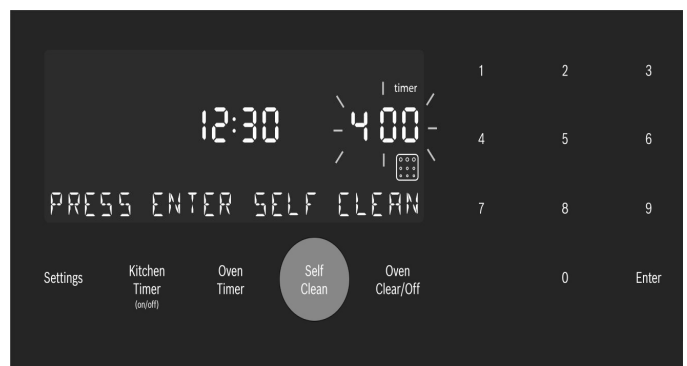 timer
12:30
4 00
PRESS ENTER SELF CLEAN
Settings
Kitchen
Timer
(on/off)
Oven
Timer
Self
Clean
Oven
Clear/Off
1 2 3
4 5 6
7 8 9
0 Enter